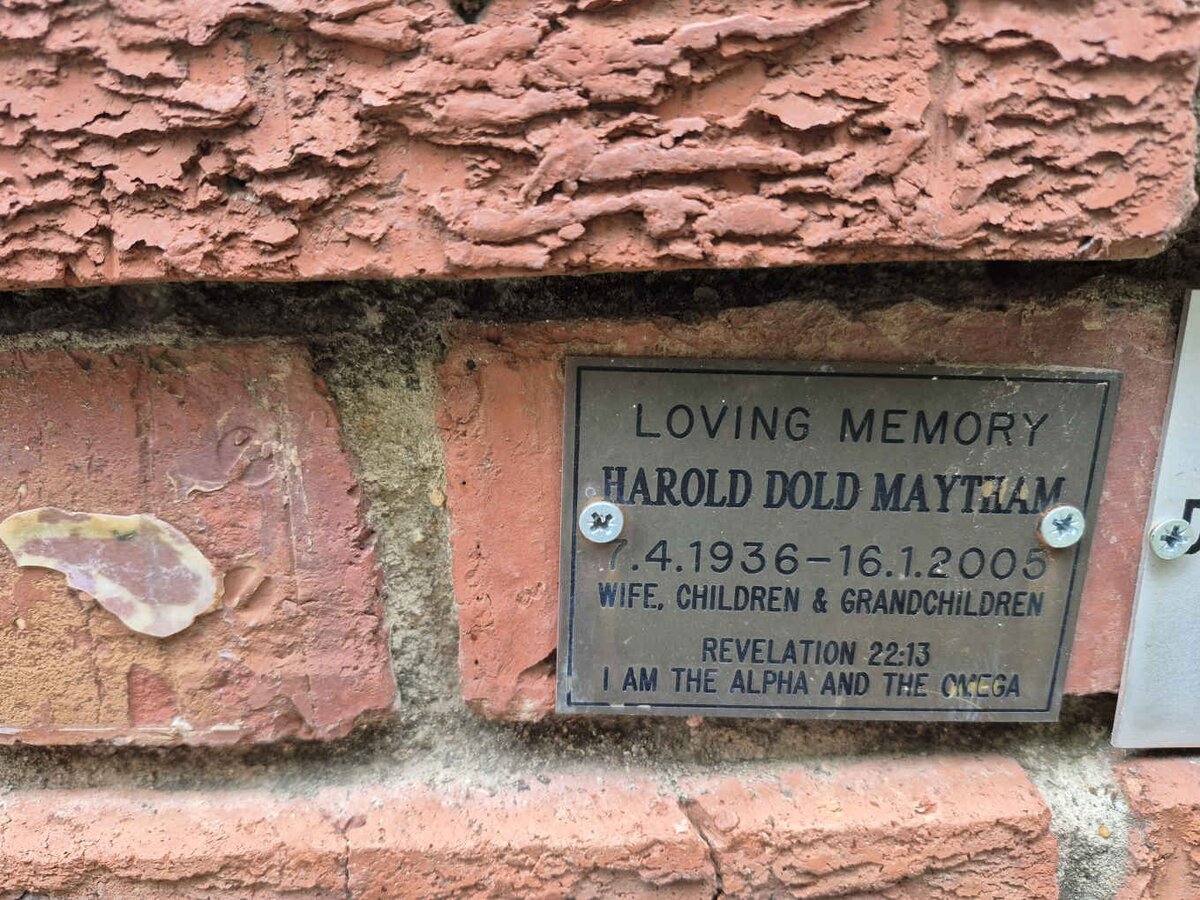 LOVING MEMORY
HAROLD DOLD MAYTHAM
7.4.1936-16.1.2005
WIFE, CHILDREN & GRANDCHILDREN
REVELATION 22:13
I AM THE ALPHA AND THE OMEGA